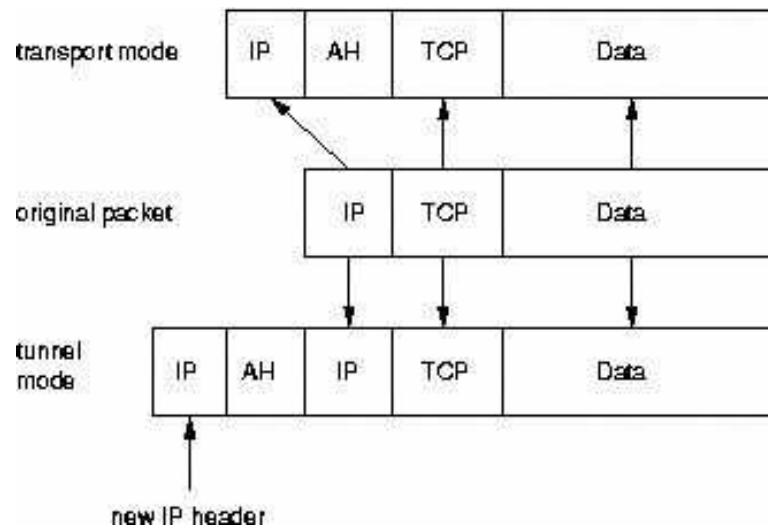 transport mode IP AH TCP Data
original packet IP TCP Data
tunnel
mode
IP AH IP TCP Data
new IP header